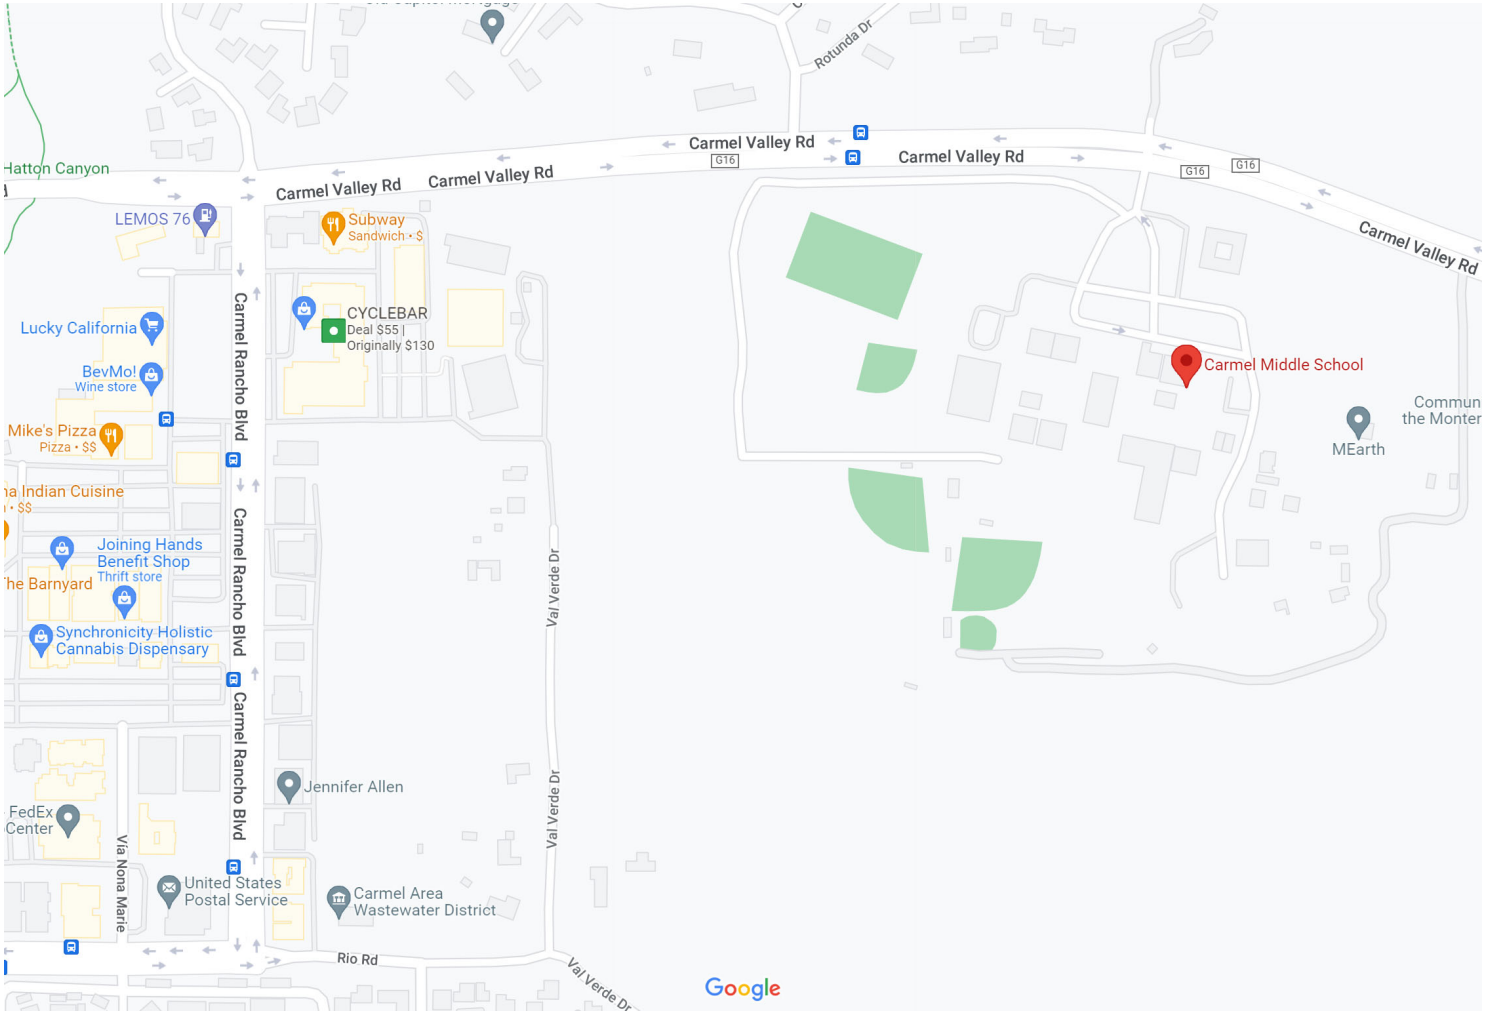 Rotunda Dr
Carmel Valley Rd
G16
Carmel Valley Rd
G16
G16
Hatton Canyon
Carmel Valley Rd
Carmel Valley Rd
LEMOS 76
Subway
Sandwich • $
Carmel Valley Rd
CYCLEBAR
Deal $55 |
Originally $130
Lucky California
BevMo!
Wine store
Carmel Rancho Blvd
Carmel Middle School
Mike's Pizza
Pizza • $$
Commun
the Monter
MEarth
na Indian Cuisine
• $$
Joining Hands
Benefit Shop
Thrift store
The Barnyard
Carmel Rancho Blvd
Val Verde Dr
Synchronicity Holistic
Cannabis Dispensary
Carmel Rancho Blvd
Jennifer Allen
Val Verde Dr
FedEx
Center
Via Nona Marie
United States
Postal Service
Carmel Area
Wastewater District
Rio Rd
Val Verde Dr
Google